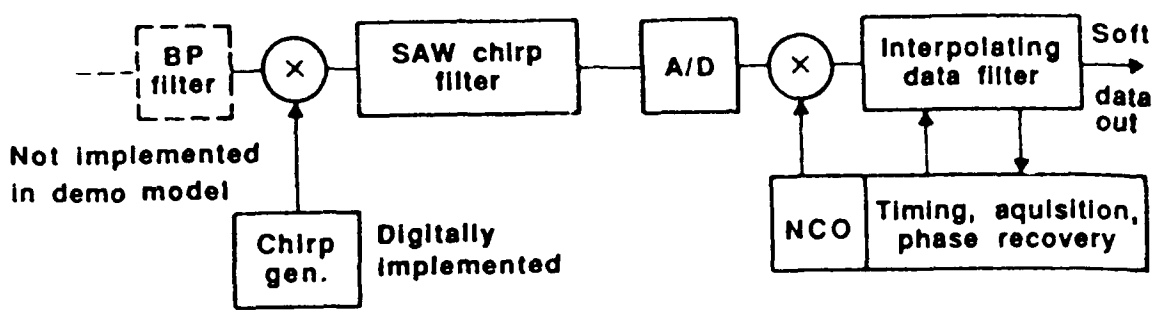 BP
filter
×
SAW chirp
filter
A/D
×
Interpolating
data filter
Soft
data
out
Not implemented
in demo model
Chirp
gen.
Digitally
implemented
NCO
Timing, aquisition,
phase recovery